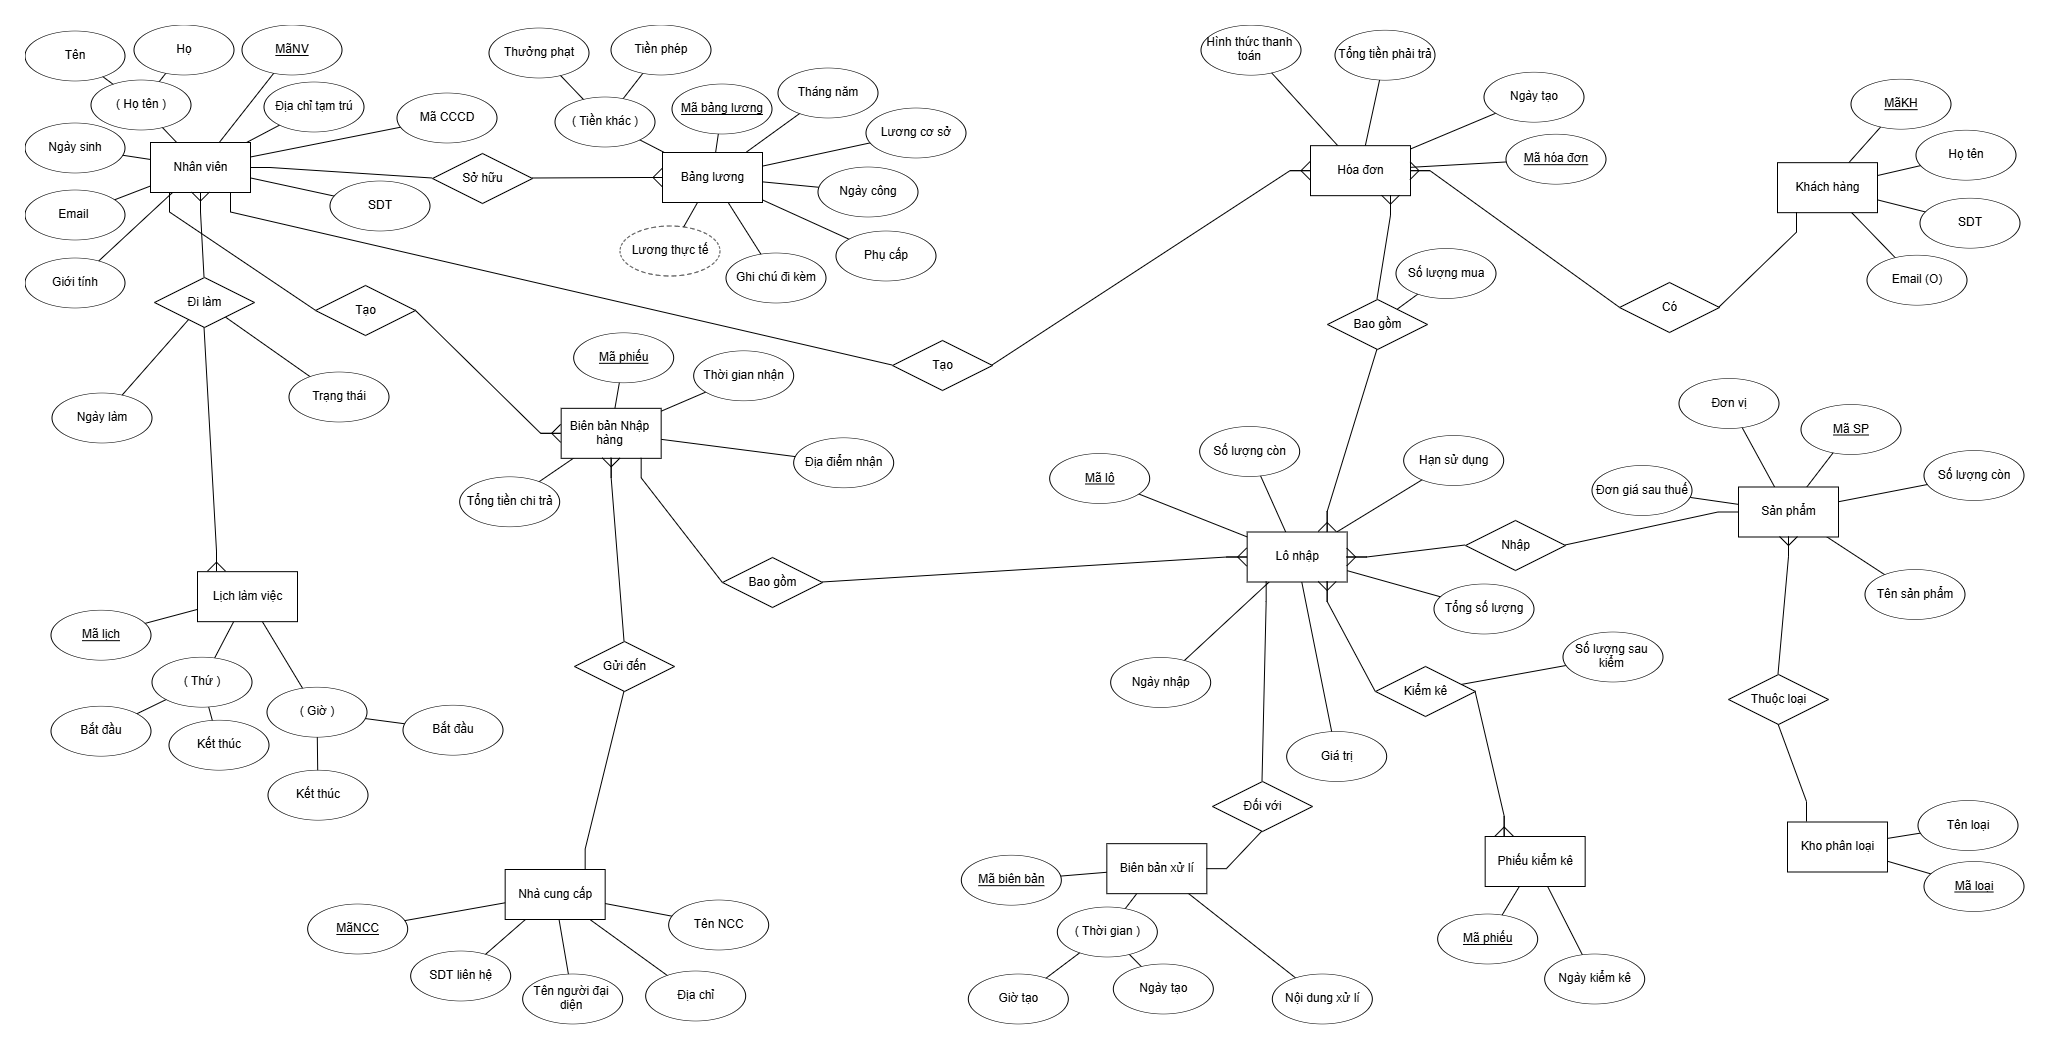 Tên
Họ
MãNV
( Họ tên )
Địa chỉ tạm trú
Mã CCCD
Ngày sinh
Nhân viên
Email
SDT
Giới tính
Sở hữu
Thưởng phạt
Tiền phép
( Tiền khác )
Mã bảng lương
Tháng năm
Lương cơ sở
Bảng lương
Ngày công
Lương thực tế
Ghi chú đi kèm
Phụ cấp
Hình thức thanh
toán
Tổng tiền phải trả
Ngày tạo
Mã hóa đơn
Hóa đơn
MãKH
Họ tên
Khách hàng
SDT
Email (O)
Có
Số lượng mua
Bao gồm
Đi làm
Tạo
Tạo
Ngày làm
Trạng thái
Mã phiếu
Thời gian nhận
Biên bản Nhập
hàng
Địa điểm nhận
Tổng tiền chi trả
Đơn vị
Mã SP
Số lượng còn
Đơn giá sau thuế
Sản phẩm
Tên sản phẩm
Mã lô
Số lượng còn
Hạn sử dụng
Nhập
Lô nhập
Tổng số lượng
Bao gồm
Ngày nhập
Giá trị
Số lượng sau
kiểm
Kiểm kê
Thuộc loại
Lịch làm việc
Mã lịch
( Thứ )
( Giờ )
Bắt đầu
Kết thúc
Bắt đầu
Kết thúc
Gửi đến
Đối với
Nhà cung cấp
MãNCC
Tên NCC
SDT liên hệ
Tên người đại
diện
Địa chỉ
Biên bản xử lí
Mã biên bản
( Thời gian )
Giờ tạo
Ngày tạo
Nội dung xử lí
Phiếu kiểm kê
Mã phiếu
Ngày kiểm kê
Kho phân loại
Tên loại
Mã loại